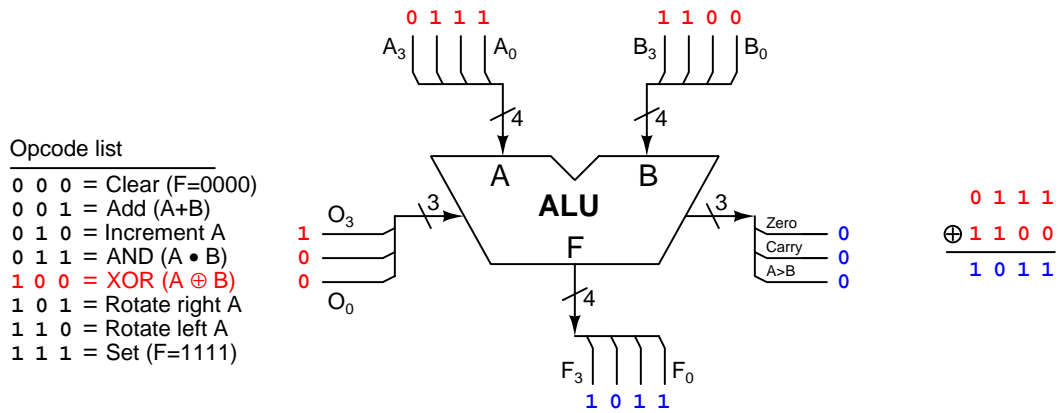 0 1 1 1
1 1 0 0
A3 A0
B3 B0
4
4
Opcode list
0 0 0 = Clear (F=0000)
0 0 1 = Add (A+B)
0 1 0 = Increment A
0 1 1 = AND (A • B)
1 0 0 = XOR (A ⊕ B)
1 0 1 = Rotate right A
1 1 0 = Rotate left A
1 1 1 = Set (F=1111)
A
B
ALU
F
O3
3
1
0
0
O0
3
Zero 0
Carry 0
A>B 0
4
F3 F0
1 0 1 1
0 1 1 1
⊕ 1 1 0 0
1 0 1 1